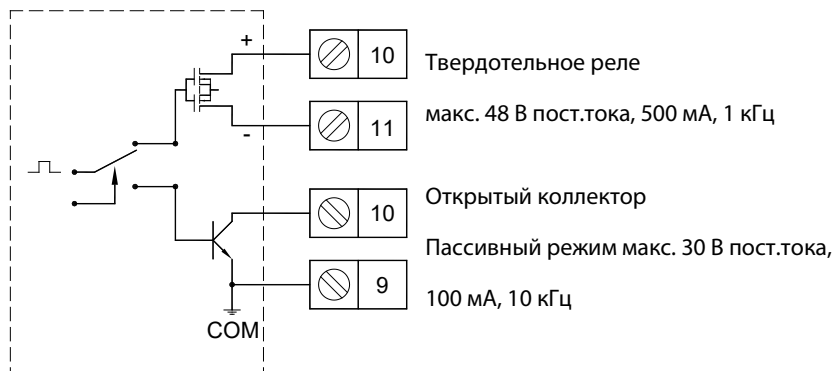 +
10
Твердотельное реле
-
11
макс. 48 В пост.тока, 500 мА, 1 кГц
10
Открытый коллектор
Пассивный режим макс. 30 В пост.тока,
9
100 мА, 10 кГц
COM